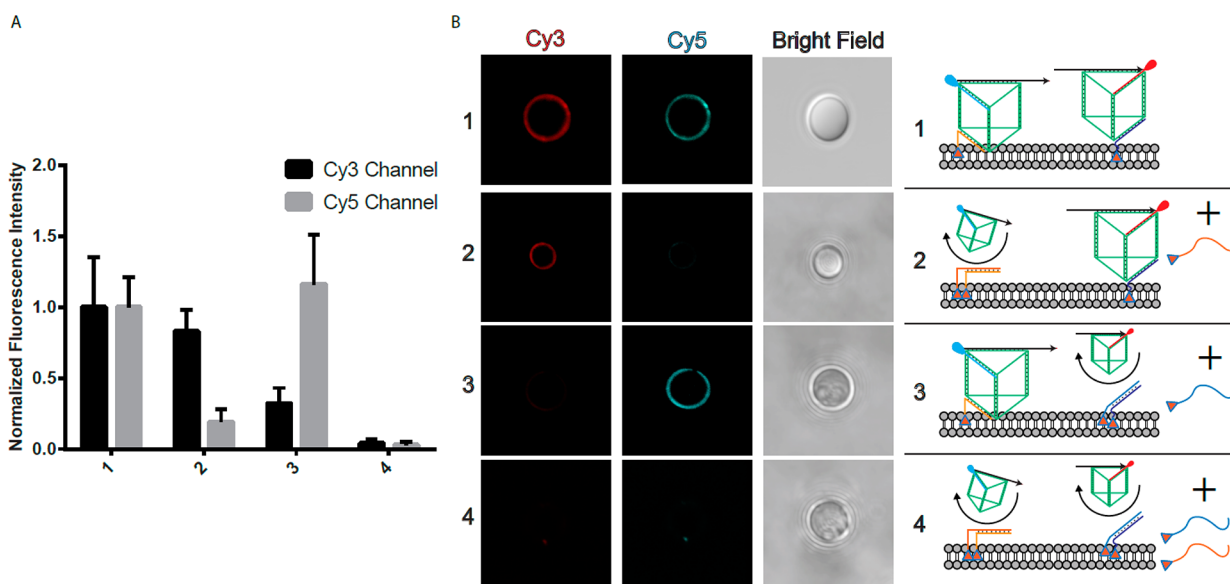 A
Normalized Fluorescence Intensity
2.0
1.5
1.0
0.5
0.0
Cy3 Channel
Cy5 Channel
1
2
3
4
B
Cy3
Cy5
Bright Field
1
1
2
+
2
3
+
3
4
+
4